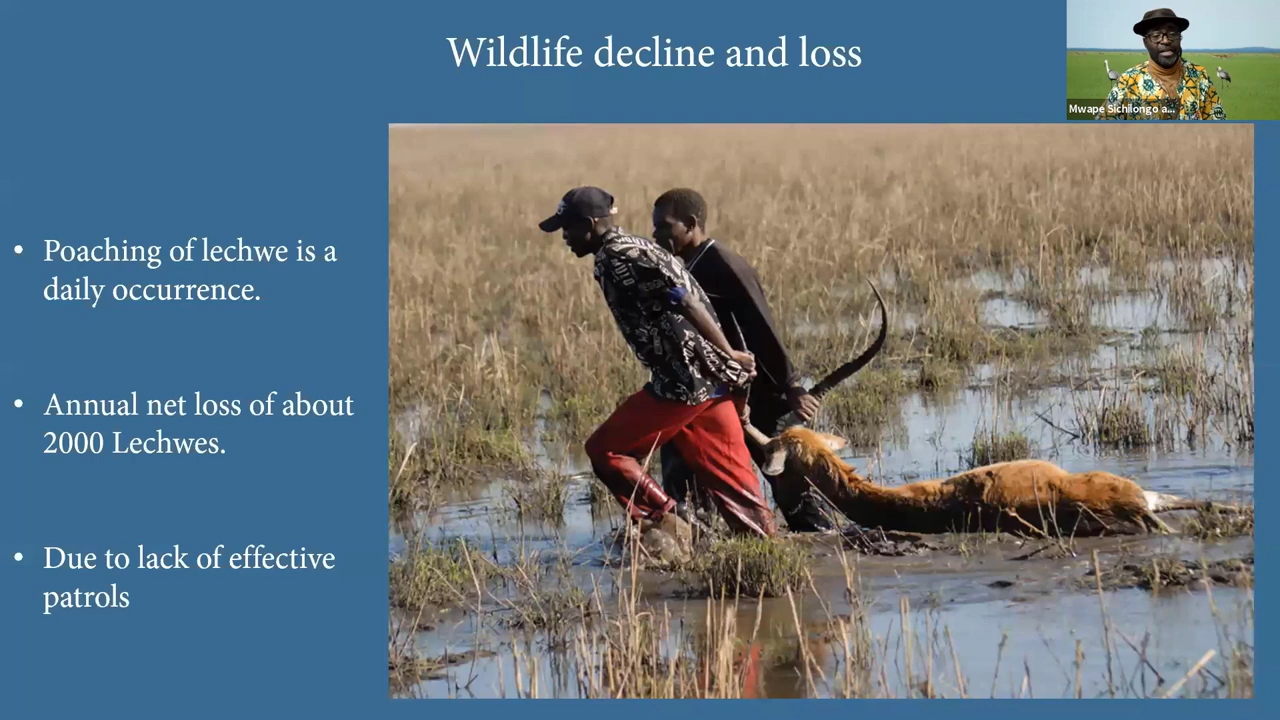 Wildlife decline and loss
Mwape Sichilongo a...
• Poaching of lechwe is a
daily occurrence.
• Annual net loss of about
2000 Lechwes.
• Due to lack of effective
patrols